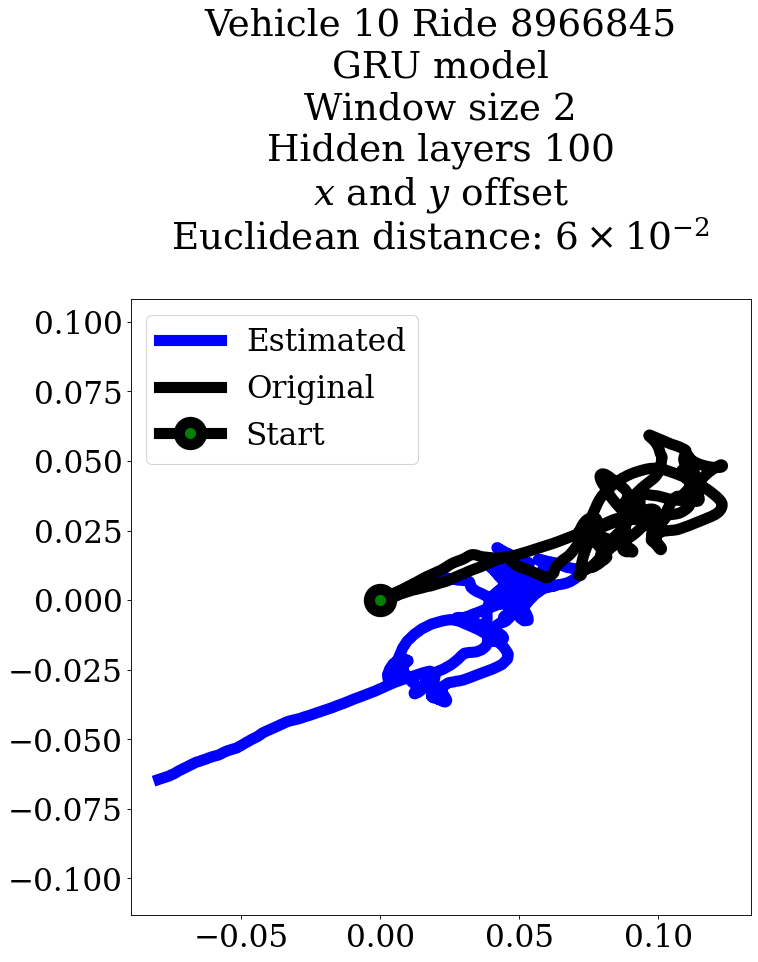 Vehicle 10 Ride 8966845
GRU model
Window size 2
Hidden layers 100
x and y offset
Euclidean distance: 6 × 10⁻²
Estimated
Original
Start
0.100
0.075
0.050
0.025
0.000
−0.025
−0.050
−0.075
−0.100
−0.05 0.00 0.05 0.10